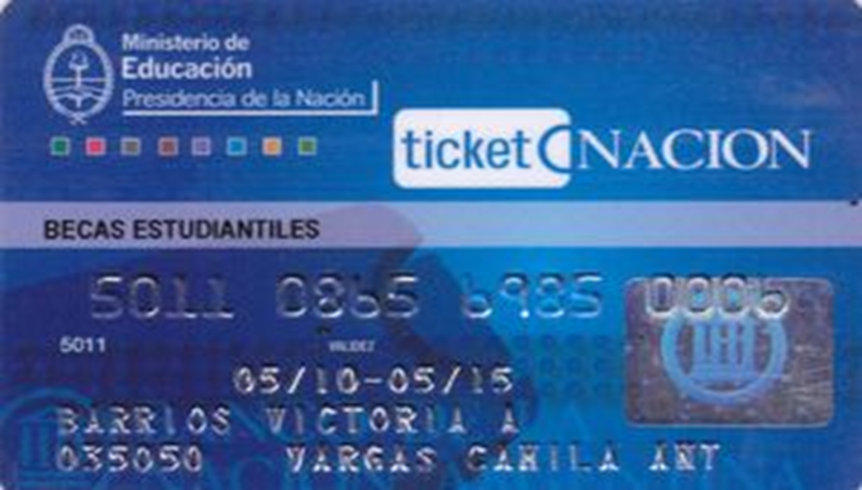 Ministerio de
Educación
Presidencia de la Nación
ticket NACION
BECAS ESTUDIANTILES
5011 0865 6985 0006
5011
VALIDEZ
05/10-05/15
BARRIOS VICTORIA A
035050 VARGAS CAMILA ANT